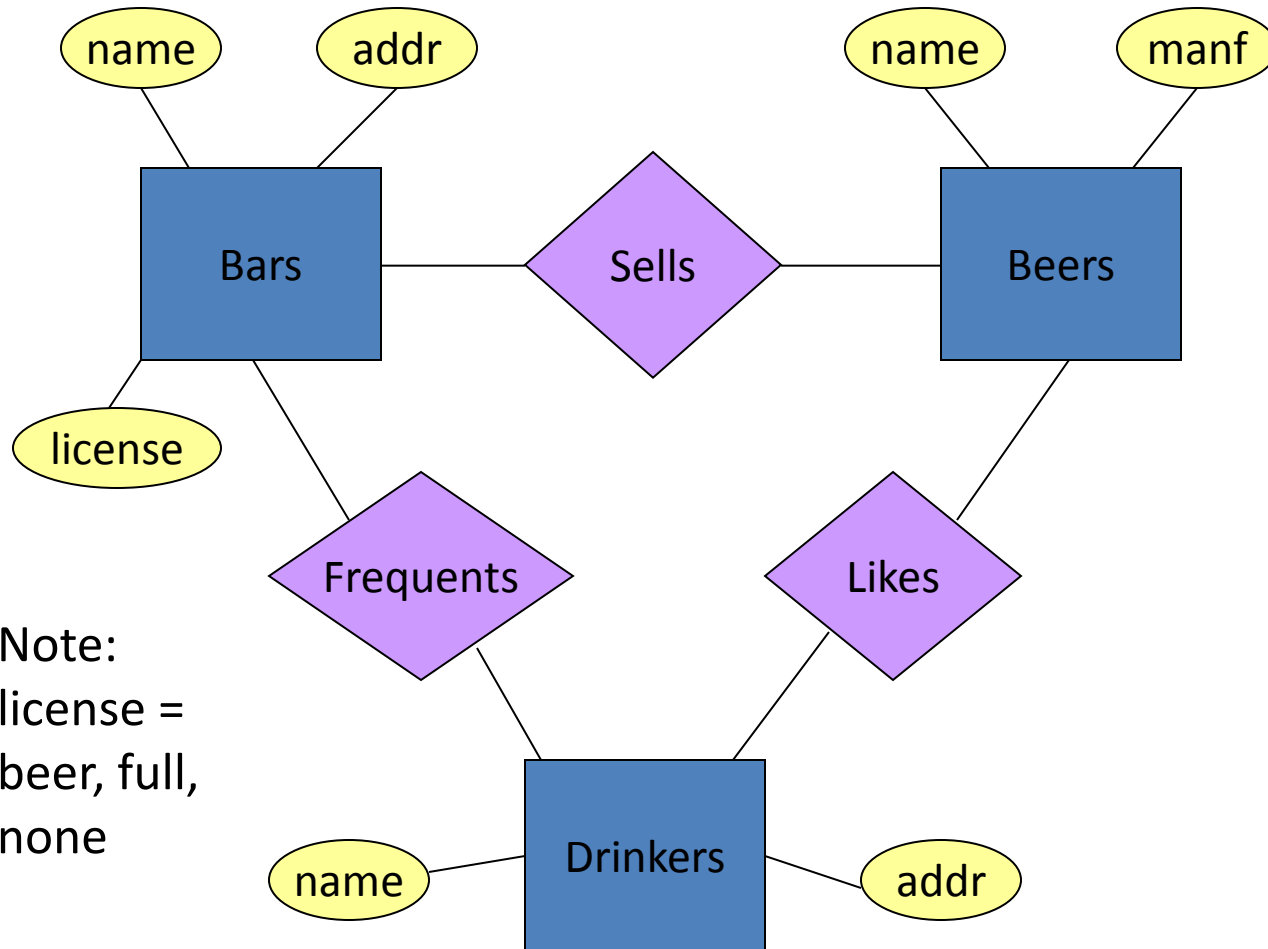 name
addr
name
manf
Bars
Sells
Beers
license
Frequents
Likes
Note:
license =
beer, full,
none
Drinkers
name
addr